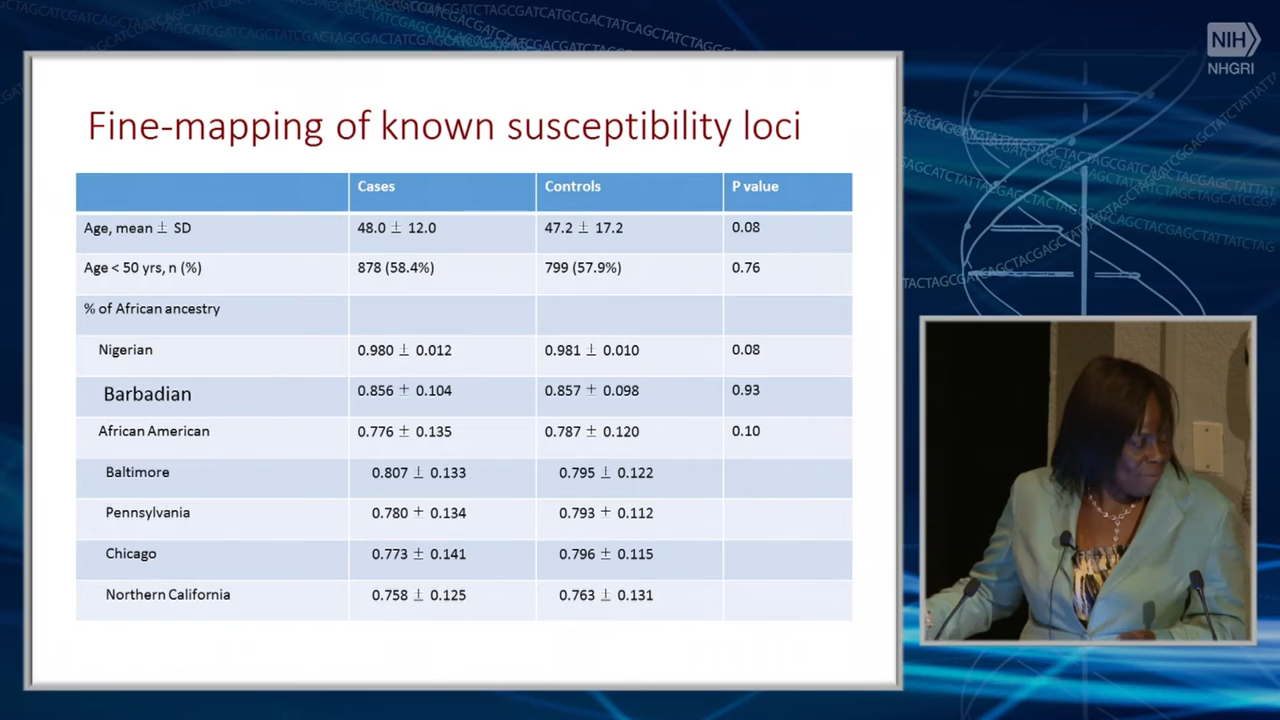 NIH
NHGRI
Fine-mapping of known susceptibility loci
Cases Controls P value
Age, mean ± SD 48.0 ± 12.0 47.2 ± 17.2 0.08
Age < 50 yrs, n (%) 878 (58.4%) 799 (57.9%) 0.76
% of African ancestry
Nigerian 0.980 ± 0.012 0.981 ± 0.010 0.08
Barbadian 0.856 ± 0.104 0.857 ± 0.098 0.93
African American 0.776 ± 0.135 0.787 ± 0.120 0.10
Baltimore 0.807 ± 0.133 0.795 ± 0.122
Pennsylvania 0.780 ± 0.134 0.793 ± 0.112
Chicago 0.773 ± 0.141 0.796 ± 0.115
Northern California 0.758 ± 0.125 0.763 ± 0.131